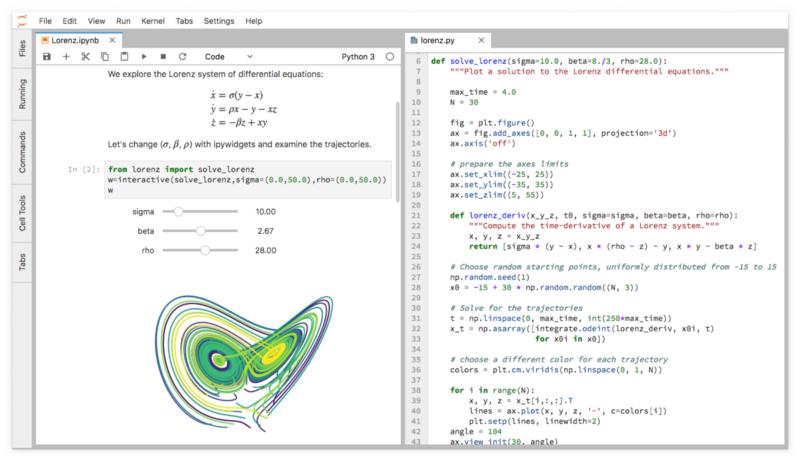 File Edit View Run Kernel Tabs Settings Help
Files
Running
Commands
Cell Tools
Tabs
Lorenz.ipynb ×
Code Python 3
We explore the Lorenz system of differential equations:
ẋ = σ(y − x)
ẏ = ρx − y − xz
ż = −βz + xy
Let's change (σ, β, ρ) with ipywidgets and examine the trajectories.
In [2]: from lorenz import solve_lorenz
w=interactive(solve_lorenz,sigma=(0.0,50.0),rho=(0.0,50.0))
w
sigma 10.00
beta 2.67
rho 28.00
lorenz.py ×
6 def solve_lorenz(sigma=10.0, beta=8./3, rho=28.0):
7 """Plot a solution to the Lorenz differential equations."""
8
9 max_time = 4.0
10 N = 30
11
12 fig = plt.figure()
13 ax = fig.add_axes([0, 0, 1, 1], projection='3d')
14 ax.axis('off')
15
16 # prepare the axes limits
17 ax.set_xlim((-25, 25))
18 ax.set_ylim((-35, 35))
19 ax.set_zlim((5, 55))
20
21 def lorenz_deriv(x_y_z, t0, sigma=sigma, beta=beta, rho=rho):
22 """Compute the time-derivative of a Lorenz system."""
23 x, y, z = x_y_z
24 return [sigma * (y - x), x * (rho - z) - y, x * y - beta * z]
25
26 # Choose random starting points, uniformly distributed from -15 to 15
27 np.random.seed(1)
28 x0 = -15 + 30 * np.random.random((N, 3))
29
30 # Solve for the trajectories
31 t = np.linspace(0, max_time, int(250*max_time))
32 x_t = np.asarray([integrate.odeint(lorenz_deriv, x0i, t)
33 for x0i in x0])
34
35 # choose a different color for each trajectory
36 colors = plt.cm.viridis(np.linspace(0, 1, N))
37
38 for i in range(N):
39 x, y, z = x_t[i,:,:].T
40 lines = ax.plot(x, y, z, '-', c=colors[i])
41 plt.setp(lines, linewidth=2)
42 angle = 104
43 ax.view_init(30, angle)